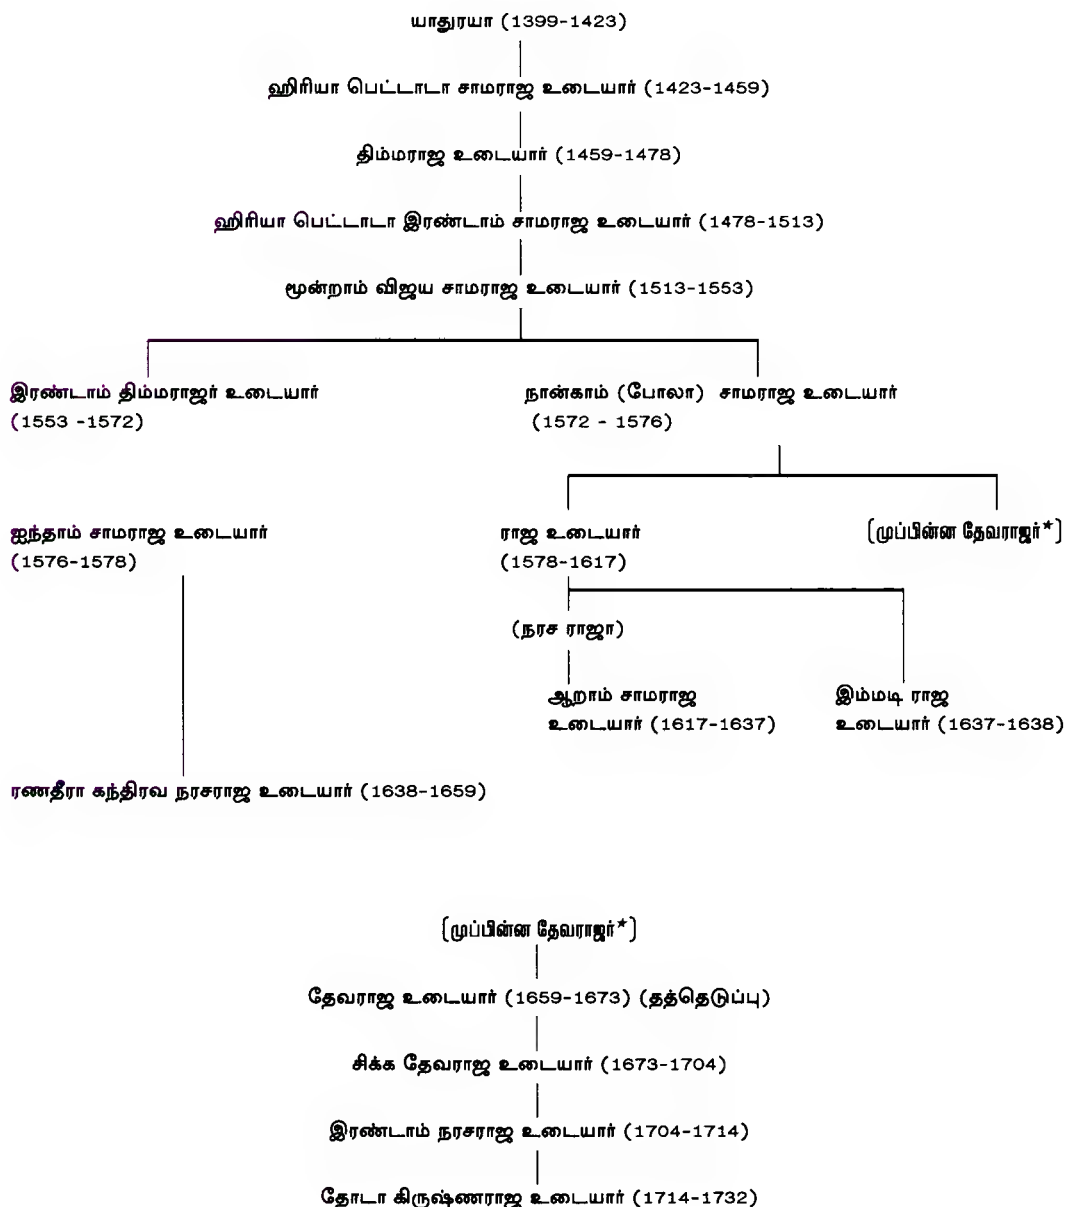 யாதுரயா (1399-1423)
ஹிரியா பெட்டாடா சாமராஜ உடையார் (1423-1459)
திம்மராஜ உடையார் (1459-1478)
ஹிரியா பெட்டாடா இரண்டாம் சாமராஜ உடையார் (1478-1513)
மூன்றாம் விஜய சாமராஜ உடையார் (1513-1553)
இரண்டாம் திம்மராஜர் உடையார்
(1553 -1572)
நான்காம் (போலா) சாமராஜ உடையார்
(1572 - 1576)
ஐந்தாம் சாமராஜ உடையார்
(1576-1578)
ராஜ உடையார்
(1578-1617)
(முப்பின்ன தேவராஜர்*)
(நரச ராஜா)
ஆறாம் சாமராஜ
உடையார் (1617-1637)
இம்மடி ராஜ
உடையார் (1637-1638)
ரணதீரா கந்திரவ நரசராஜ உடையார் (1638-1659)
(முப்பின்ன தேவராஜர்*)
தேவராஜ உடையார் (1659-1673) (தத்தெடுப்பு)
சிக்க தேவராஜ உடையார் (1673-1704)
இரண்டாம் நரசராஜ உடையார் (1704-1714)
தோடா கிருஷ்ணராஜ உடையார் (1714-1732)